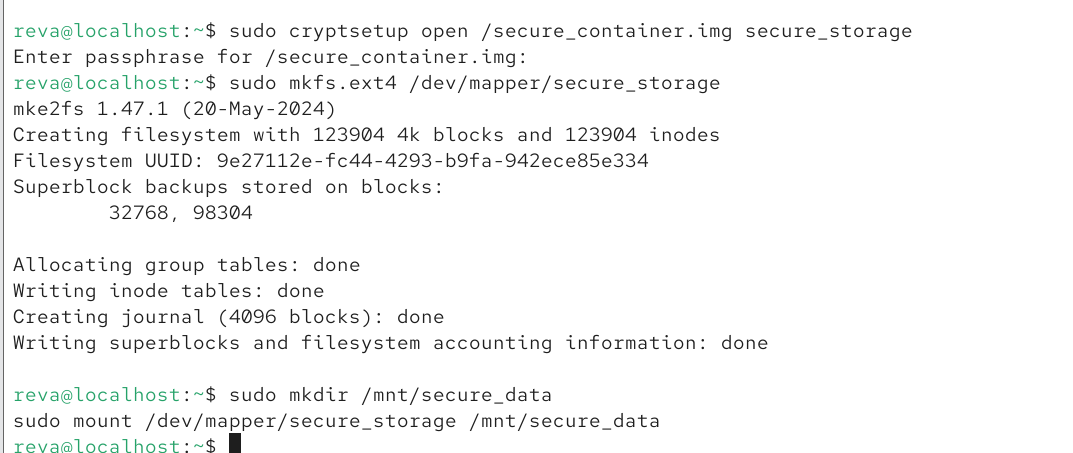 reva@localhost:~$ sudo cryptsetup open /secure_container.img secure_storage
Enter passphrase for /secure_container.img:
reva@localhost:~$ sudo mkfs.ext4 /dev/mapper/secure_storage
mke2fs 1.47.1 (20-May-2024)
Creating filesystem with 123904 4k blocks and 123904 inodes
Filesystem UUID: 9e27112e-fc44-4293-b9fa-942ece85e334
Superblock backups stored on blocks:
        32768, 98304

Allocating group tables: done
Writing inode tables: done
Creating journal (4096 blocks): done
Writing superblocks and filesystem accounting information: done

reva@localhost:~$ sudo mkdir /mnt/secure_data
sudo mount /dev/mapper/secure_storage /mnt/secure_data
reva@localhost:~$